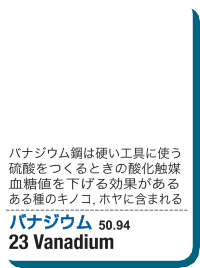 バナジウム鋼は硬い工具に使う
硫酸をつくるときの酸化触媒
血糖値を下げる効果がある
ある種のキノコ，ホヤに含まれる
バナジウム 50.94
23 Vanadium